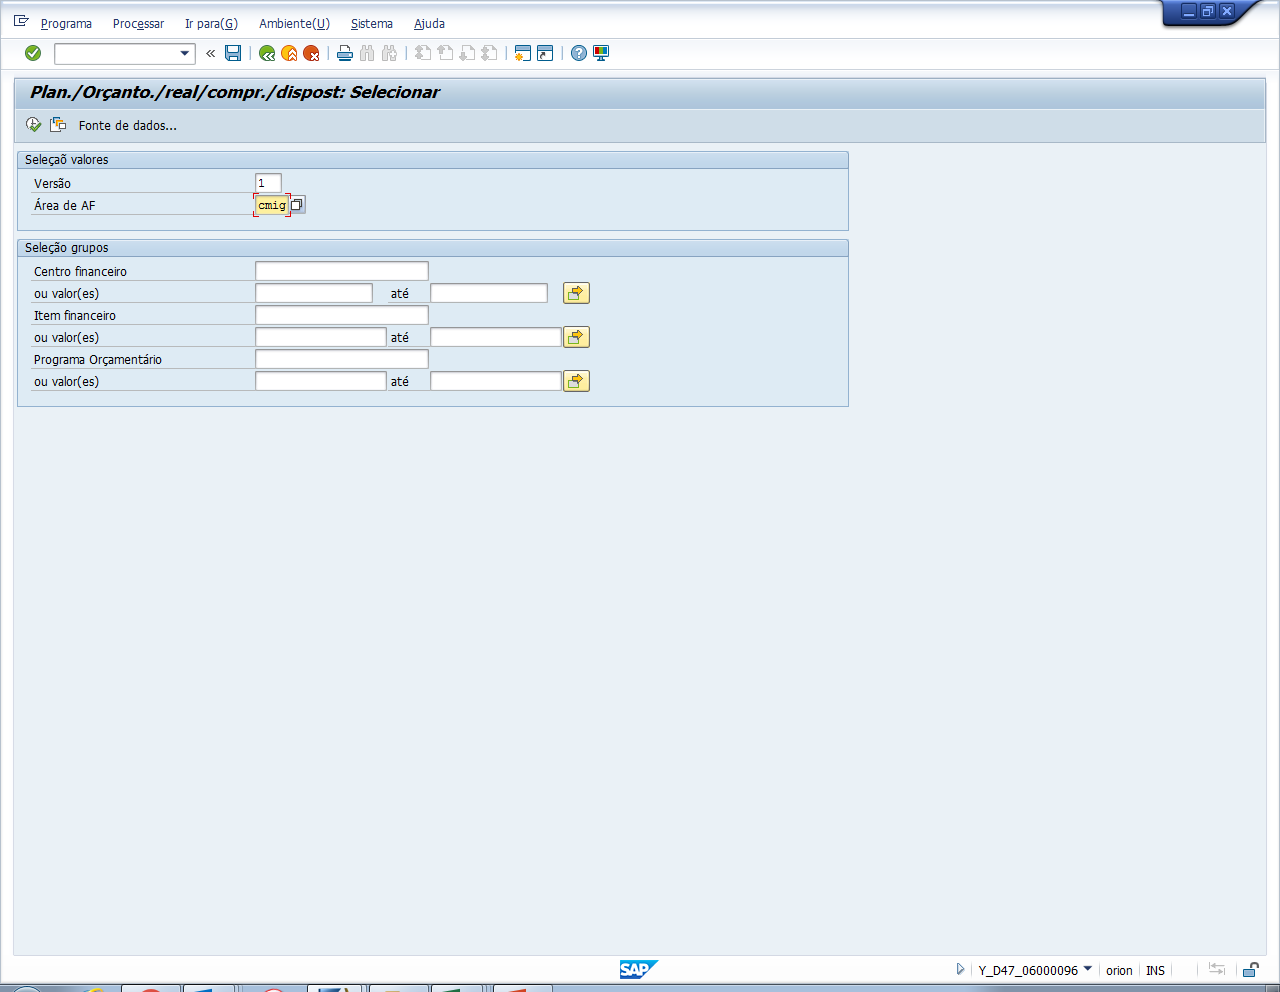 Programa Processar Ir para(G) Ambiente(U) Sistema Ajuda
Plan./Orçanto./real/compr./dispost: Selecionar
Fonte de dados...
Seleçaõ valores
Versão 1
Área de AF cmig
Seleção grupos
Centro financeiro
ou valor(es) até
Item financeiro
ou valor(es) até
Programa Orçamentário
ou valor(es) até
SAP Y_D47_06000096 orion INS